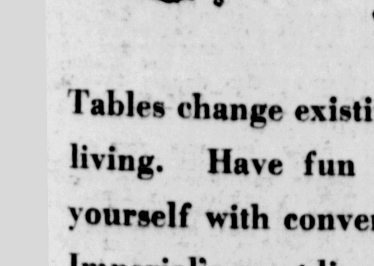 Tables change existi
living. Have fun
yourself with conve